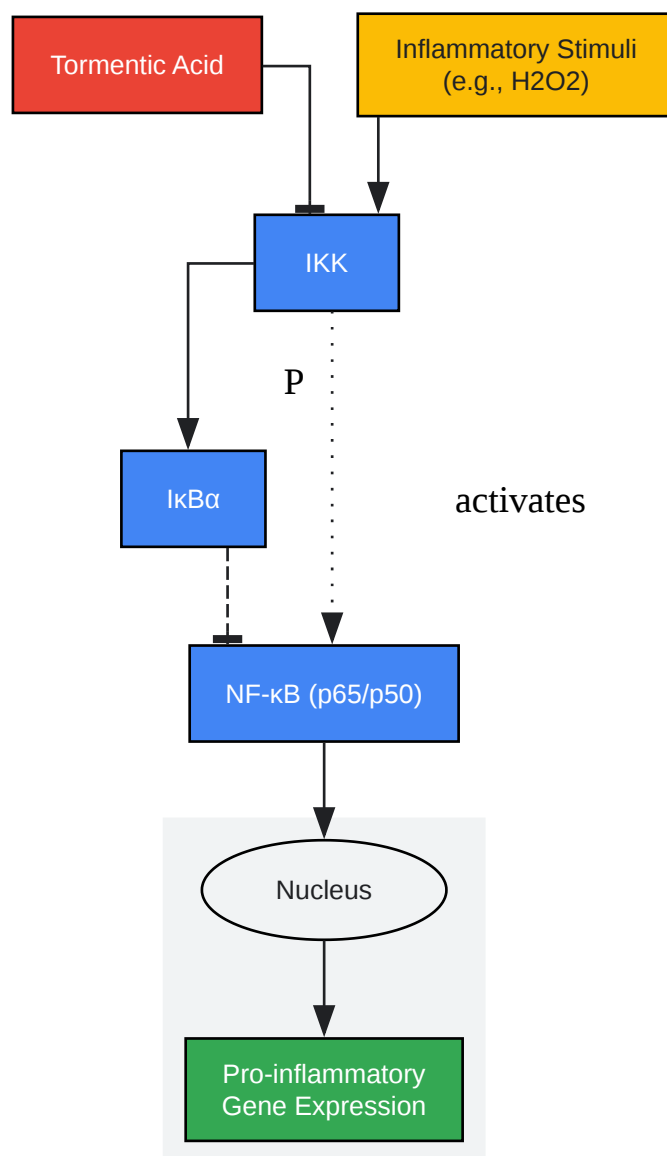 Tormentic Acid
Inflammatory Stimuli
(e.g., H2O2)
IKK
P
IκBα
activates
NF-κB (p65/p50)
Nucleus
Pro-inflammatory
Gene Expression